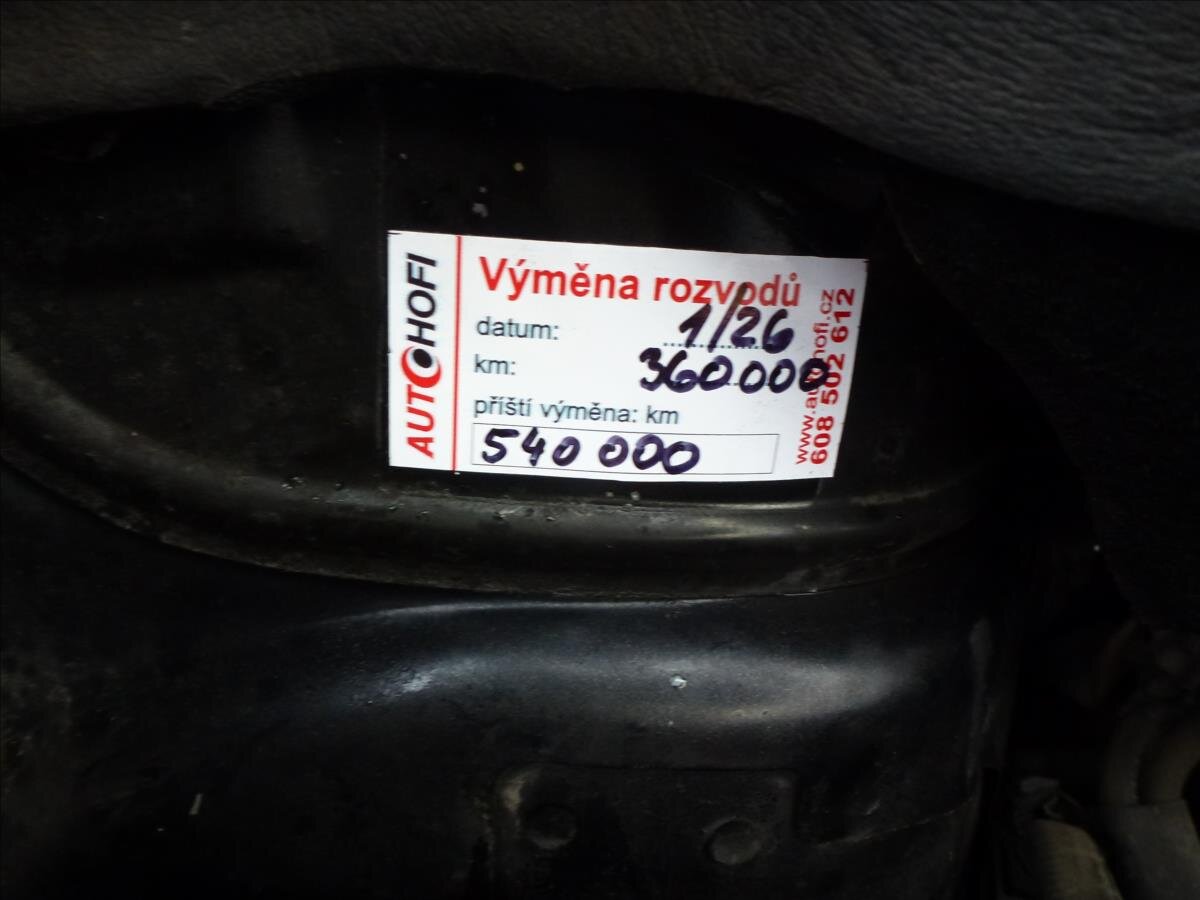 AUTOHOFI
Výměna rozvodů
datum: 1/26
km: 360000
příští výměna: km
540 000
www.autohofi.cz
608 502 612